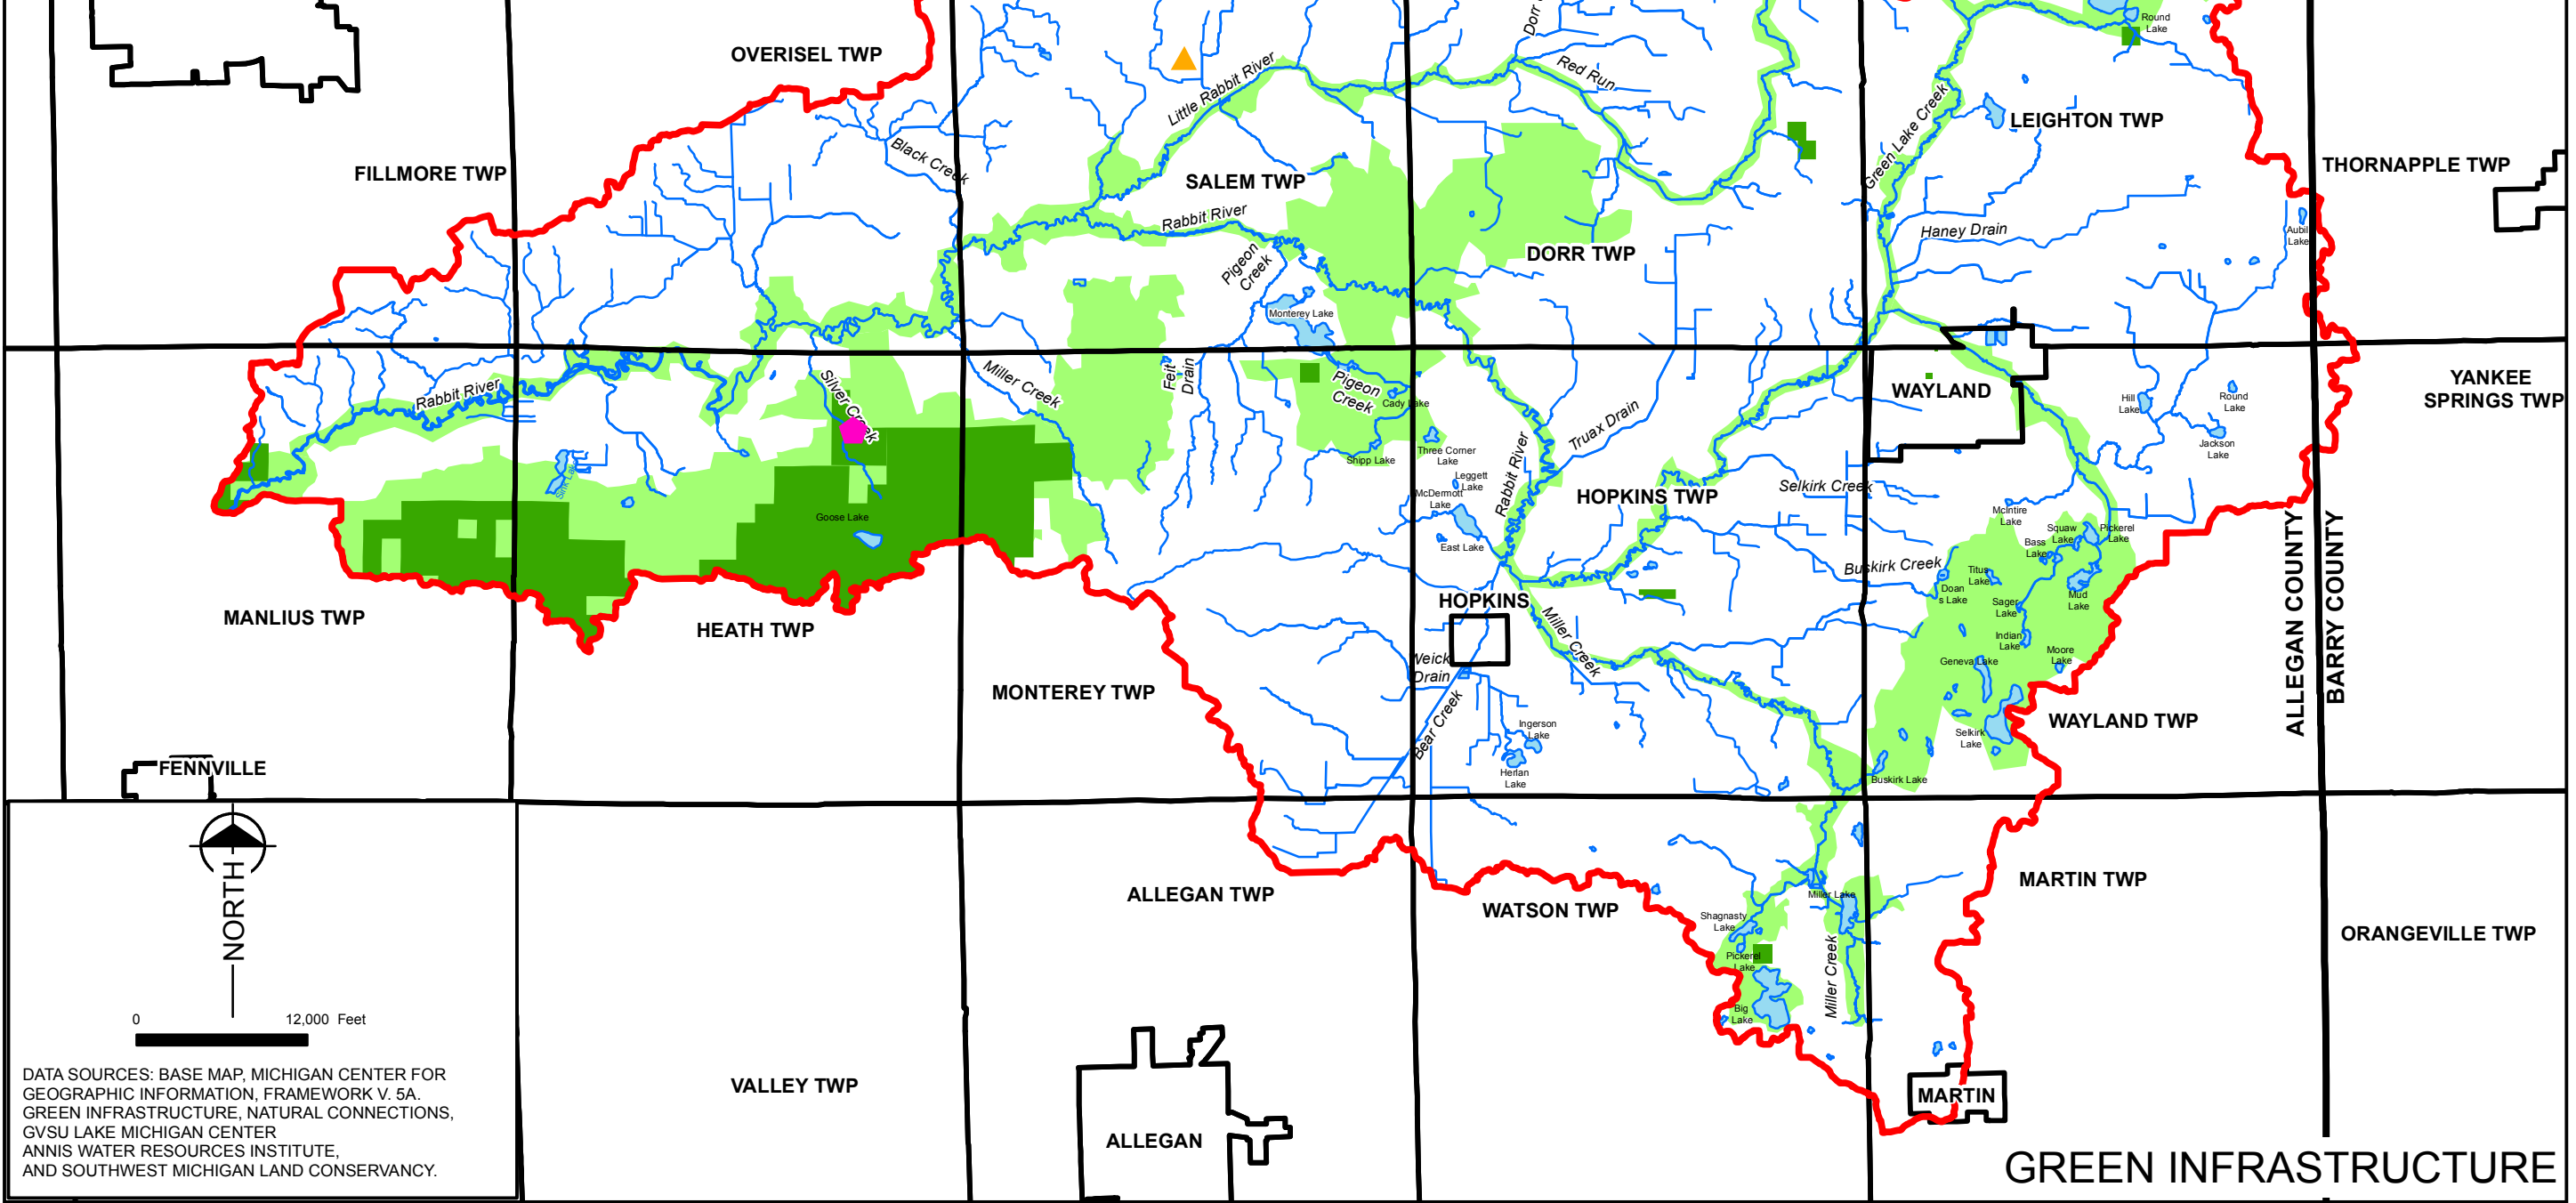 OVERISEL TWP
Little Rabbit River
Dorr
Red Run
Round
Lake
Green Lake Creek
LEIGHTON TWP
Black Creek
FILLMORE TWP
SALEM TWP
THORNAPPLE TWP
Rabbit River
Haney Drain
Aubil
Lake
DORR TWP
Pigeon
Creek
Monterey Lake
Rabbit River
Silver Creek
Miller Creek
Feit
Drain
Pigeon
Creek
Cady Lake
WAYLAND
YANKEE
SPRINGS TWP
Hill
Lake
Round
Lake
Truax Drain
Rabbit River
Jackson
Lake
Shipp Lake
Three Corner
Lake
Leggett
Lake
McDermott
Lake
HOPKINS TWP
Selkirk Creek
Goose Lake
McIntire
Lake
Squaw
Lake
Pickerel
Lake
Bass
Lake
East Lake
ALLEGAN COUNTY
BARRY COUNTY
Buskirk Creek
Titus
Lake
Doan
s Lake
Sager
Lake
Mud
Lake
HOPKINS
MANLIUS TWP
HEATH TWP
Miller Creek
Indian
Lake
Geneva Lake
Moore
Lake
Weick
Drain
MONTEREY TWP
Bear Creek
Ingerson
Lake
Herlan
Lake
WAYLAND TWP
Selkirk
Lake
Buskirk Lake
FENNVILLE
NORTH
ALLEGAN TWP
WATSON TWP
MARTIN TWP
Miller Lake
Shagnasty
Lake
Pickerel
Lake
Miller Creek
ORANGEVILLE TWP
Big
Lake
0 12,000 Feet
VALLEY TWP
MARTIN
ALLEGAN
DATA SOURCES: BASE MAP, MICHIGAN CENTER FOR
GEOGRAPHIC INFORMATION, FRAMEWORK V. 5A.
GREEN INFRASTRUCTURE, NATURAL CONNECTIONS,
GVSU LAKE MICHIGAN CENTER
ANNIS WATER RESOURCES INSTITUTE,
AND SOUTHWEST MICHIGAN LAND CONSERVANCY.
GREEN INFRASTRUCTURE